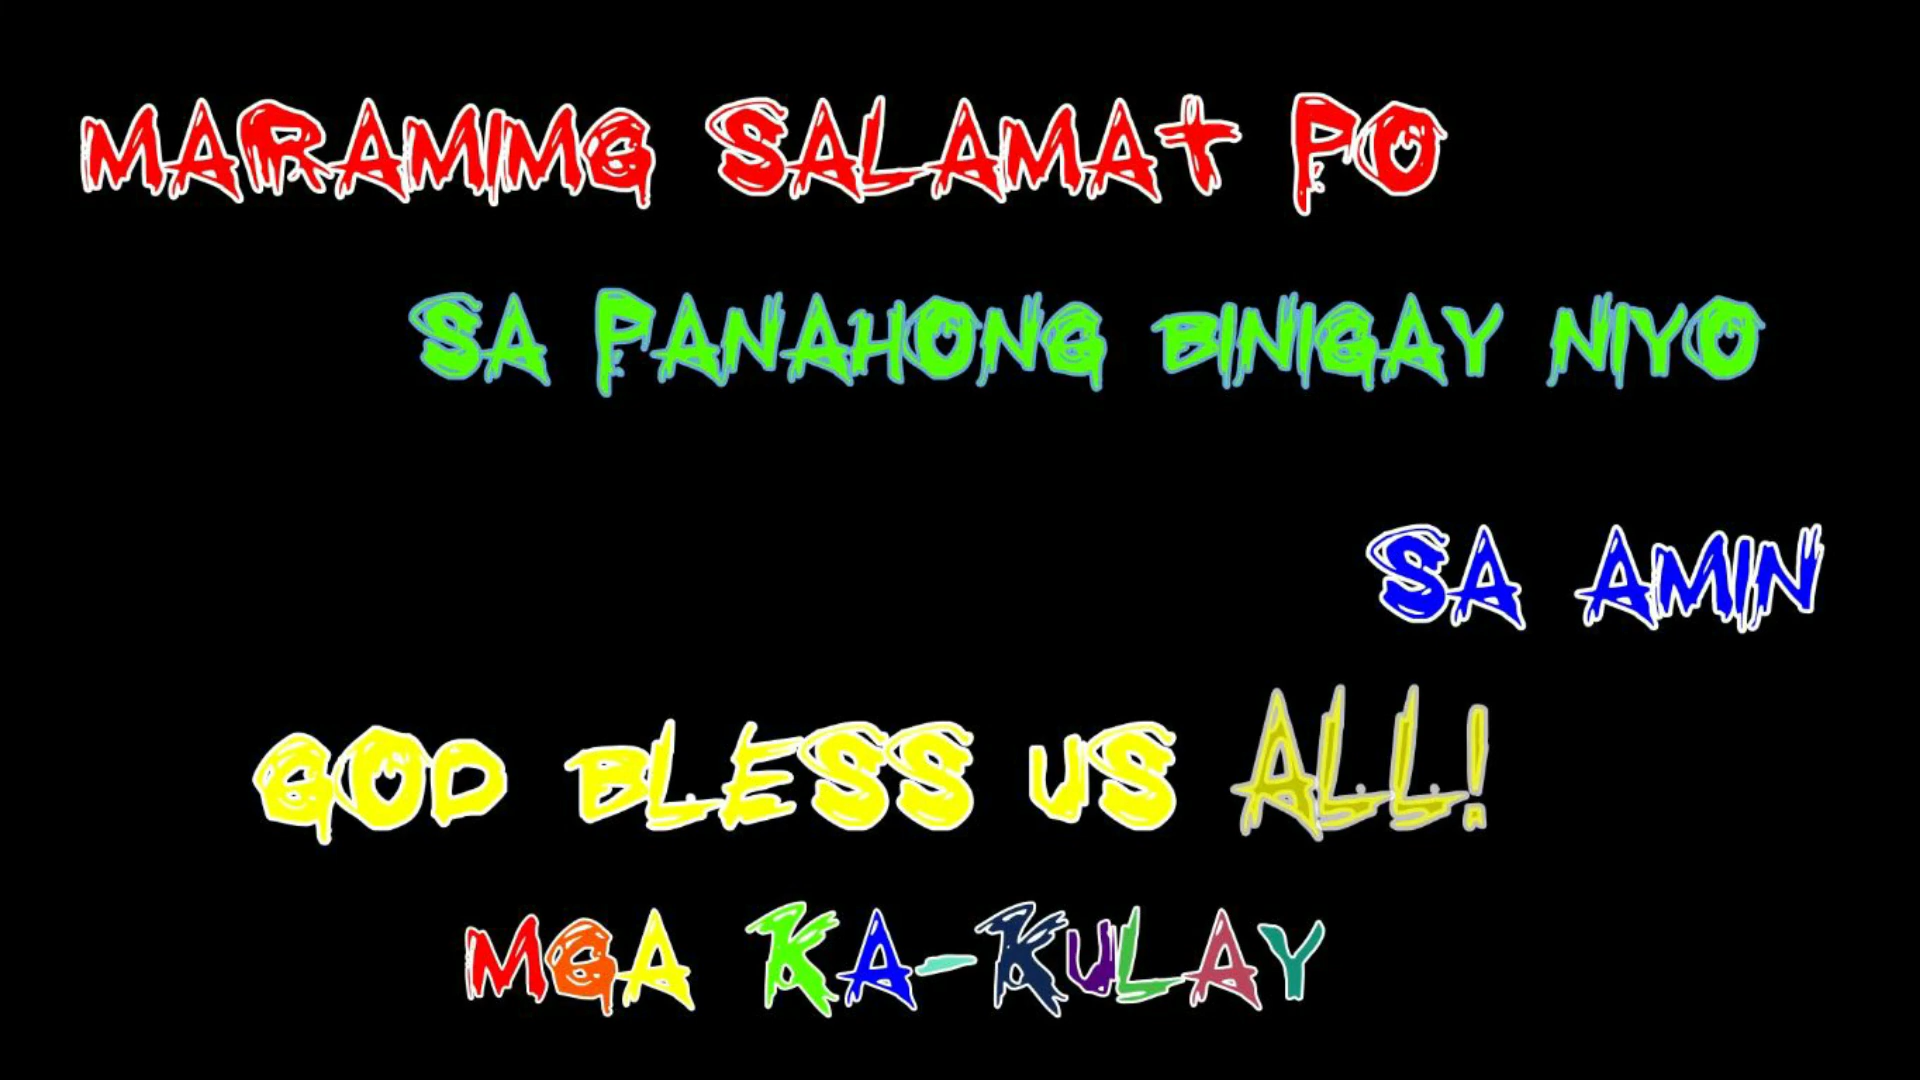 MARAMIMG SALAMAT PO
SA PANAHONG BINIGAY NIYO
SA AMIN
GOD BLESS US ALL!
MGA KA-KULAY